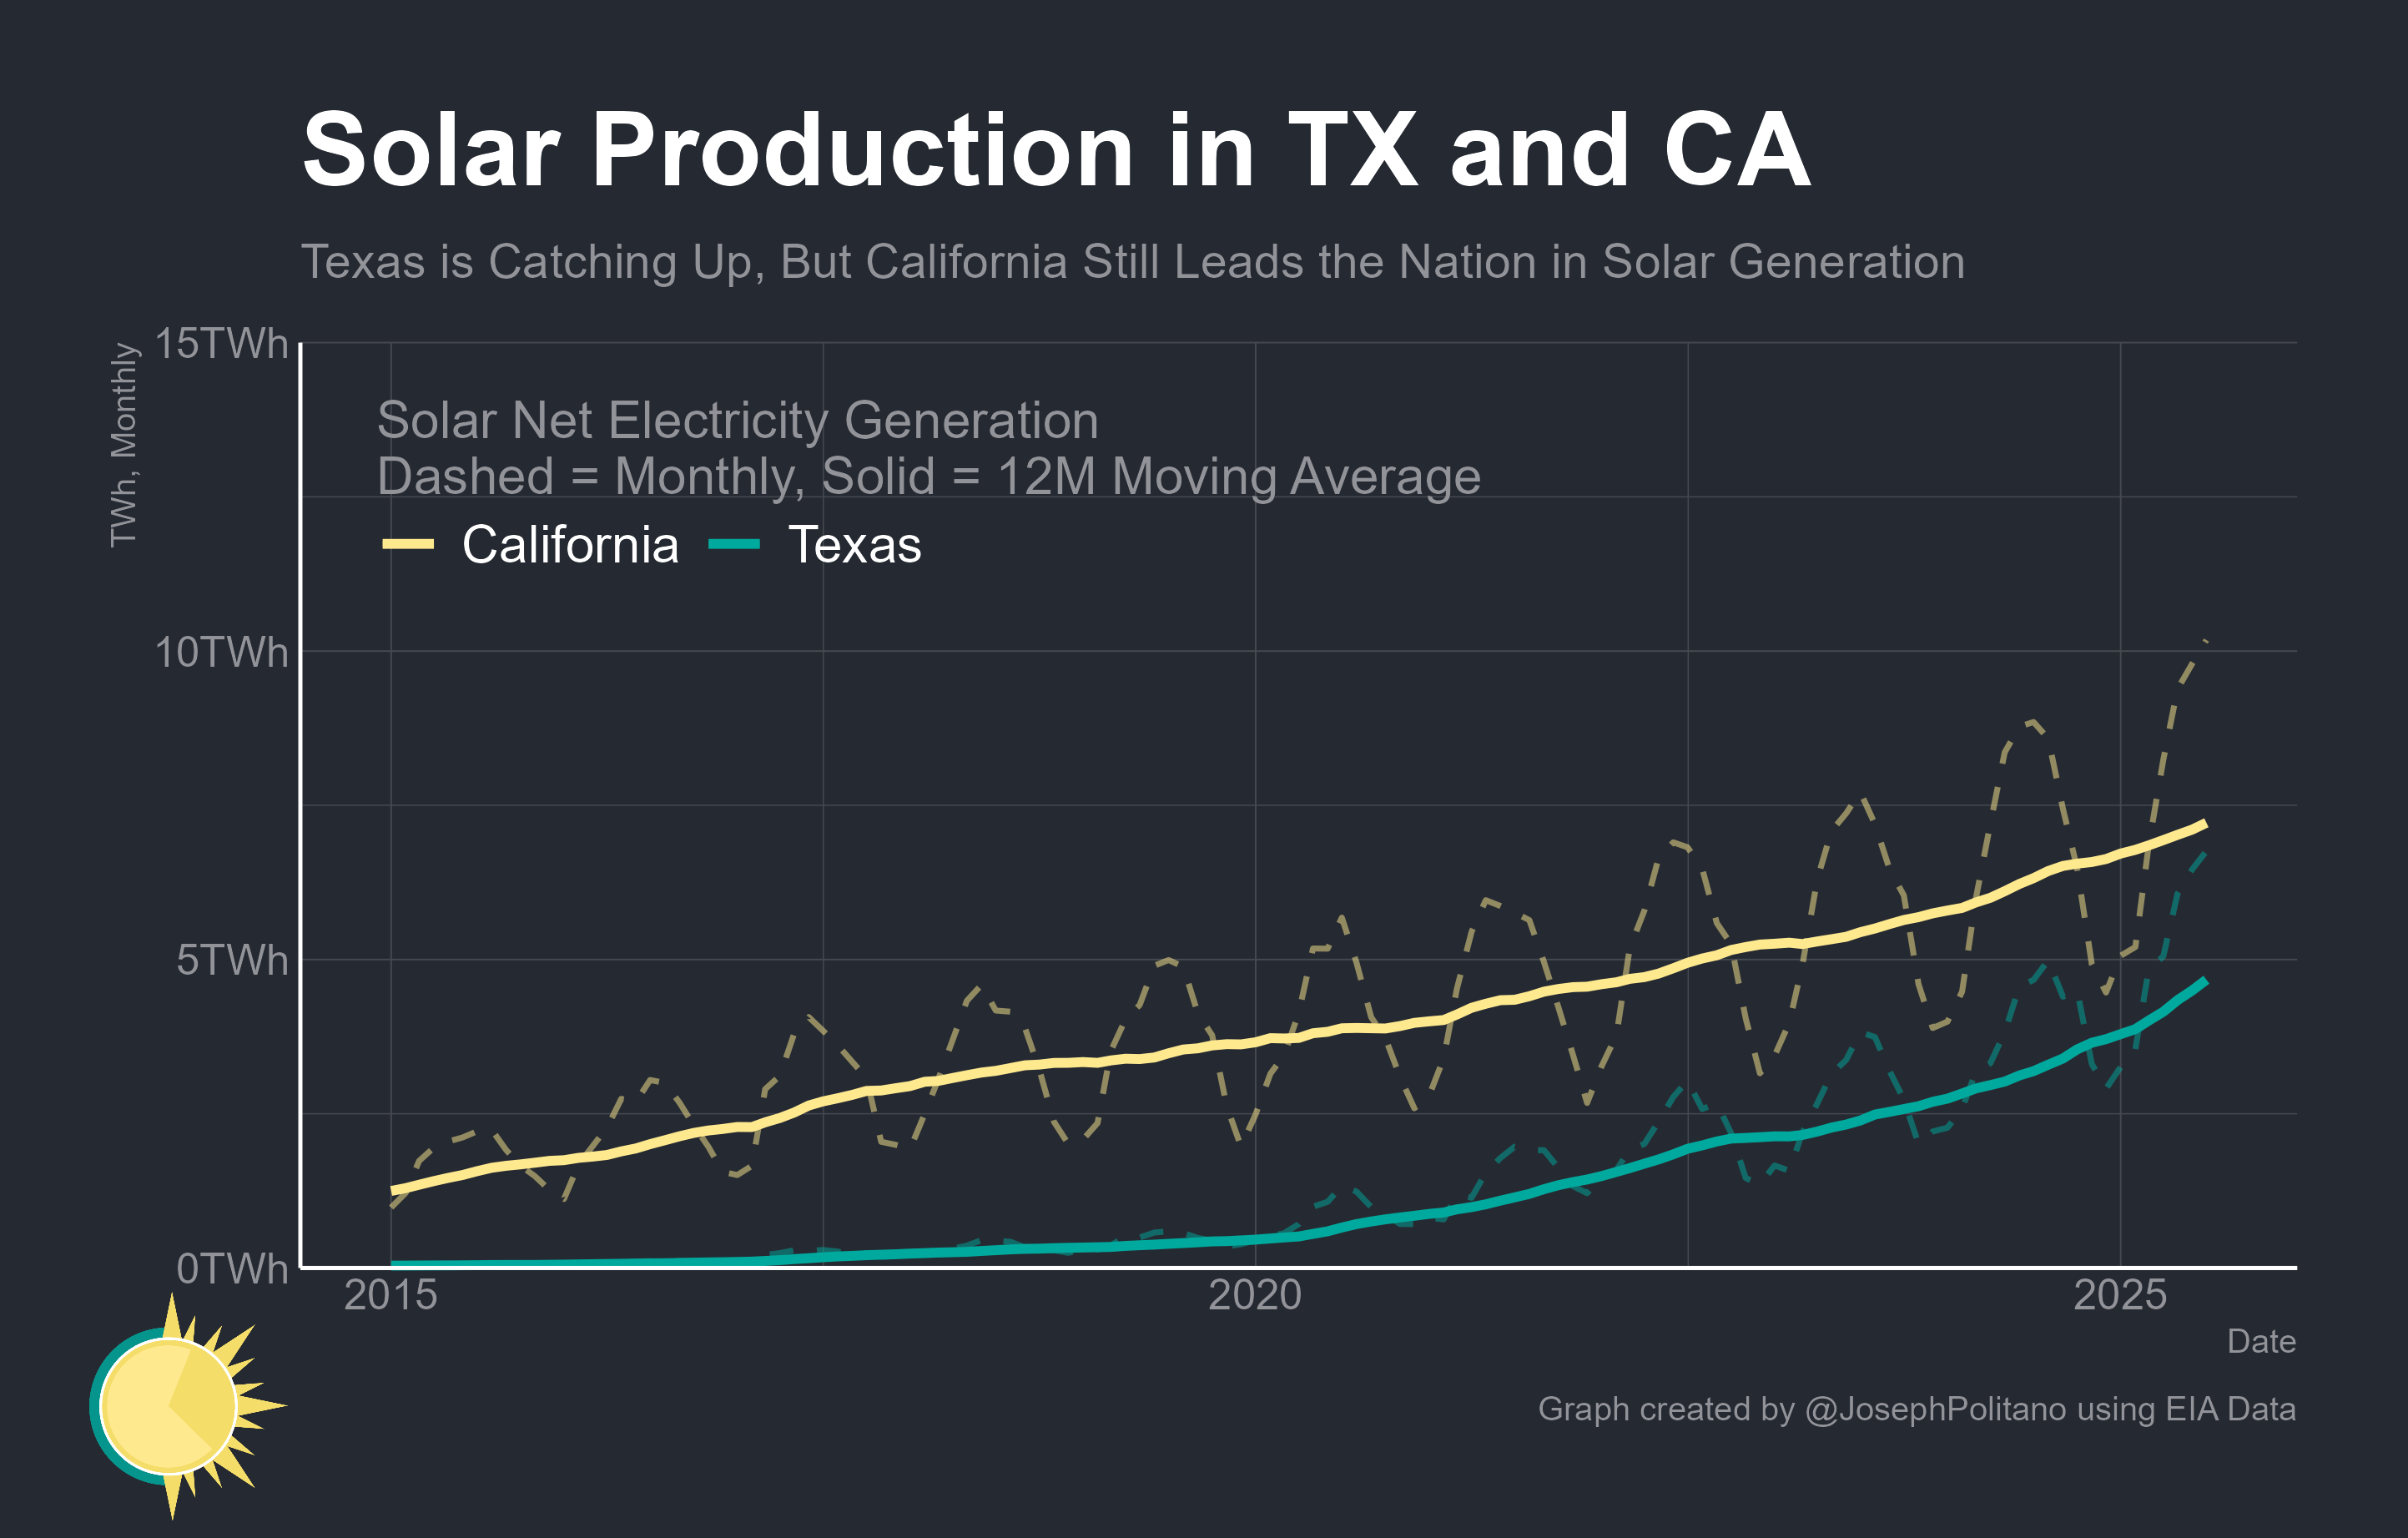 Solar Production in TX and CA
Texas is Catching Up, But California Still Leads the Nation in Solar Generation
TWh, Monthly
15TWh
10TWh
5TWh
0TWh
Solar Net Electricity Generation
Dashed = Monthly, Solid = 12M Moving Average
California Texas
2015 2020 2025
Date
Graph created by @JosephPolitano using EIA Data